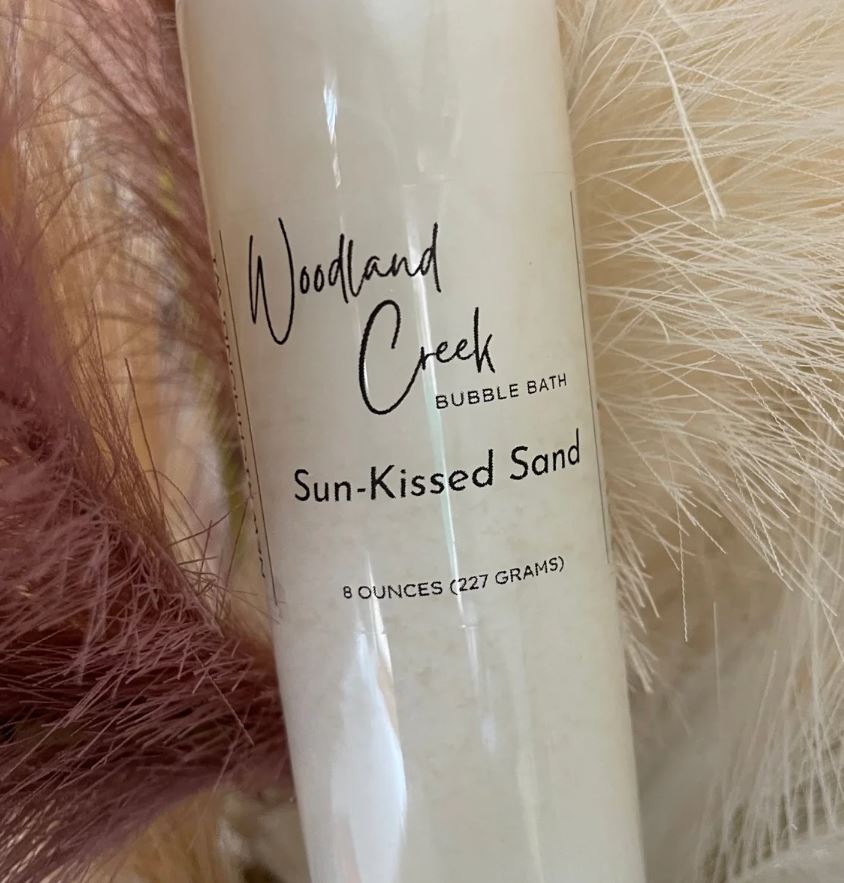 Woodland
Creek
BUBBLE BATH
Sun-Kissed Sand
8 OUNCES (227 GRAMS)